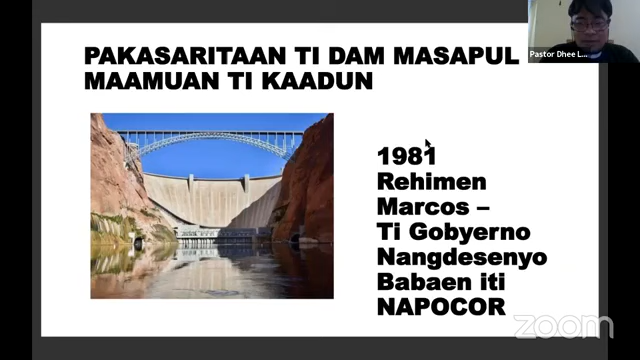 PAKASARITAAN TI DAM MASAPUL
MAAMUAN TI KAADUN
1981
Rehimen
Marcos –
Ti Gobyerno
Nangdesenyo
Babaen iti
NAPOCOR
Pastor Dhee L...
zoom